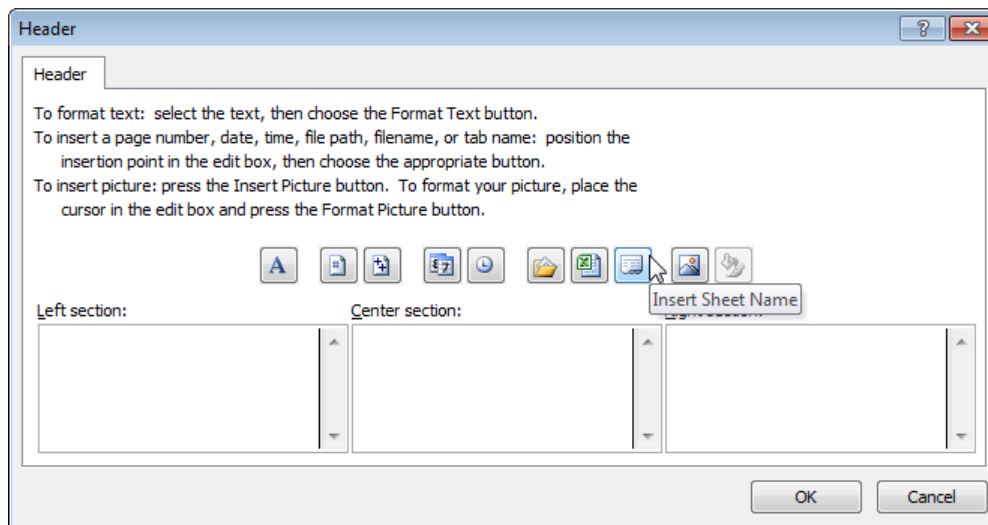 Header
Header
To format text: select the text, then choose the Format Text button.
To insert a page number, date, time, file path, filename, or tab name: position the
insertion point in the edit box, then choose the appropriate button.
To insert picture: press the Insert Picture button. To format your picture, place the
cursor in the edit box and press the Format Picture button.
A
Insert Sheet Name
Left section:
Center section:
OK
Cancel